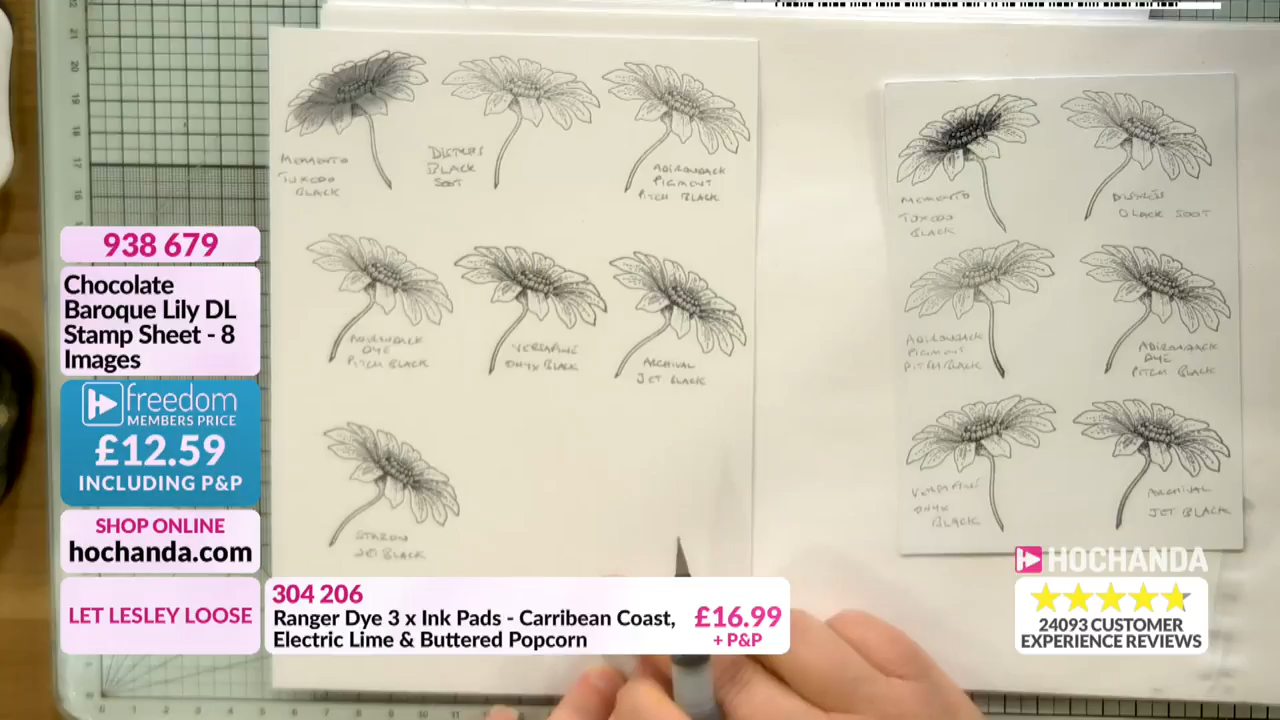 MEMENTO
TUXEDO
BLACK
DISTRESS
BLACK
SOOT
ADIRONDACK
PIGMENT
PITCH BLACK
ADIRONDACK
DYE
PITCH BLACK
VERSAFINE
ONYX BLACK
ARCHIVAL
JET BLACK
STAZON
JET BLACK
MEMENTO
TUXEDO
BLACK
DISTRESS
BLACK SOOT
ADIRONDACK
PIGMENT
PITCH BLACK
ADIRONDACK
DYE
PITCH BLACK
VERSAFINE
ONYX
BLACK
ARCHIVAL
JET BLACK
938 679
Chocolate
Baroque Lily DL
Stamp Sheet - 8
Images
freedom
MEMBERS PRICE
£12.59
INCLUDING P&P
SHOP ONLINE
hochanda.com
LET LESLEY LOOSE
304 206
Ranger Dye 3 x Ink Pads - Carribean Coast,
Electric Lime & Buttered Popcorn
£16.99
+ P&P
HOCHANDA
24093 CUSTOMER
EXPERIENCE REVIEWS